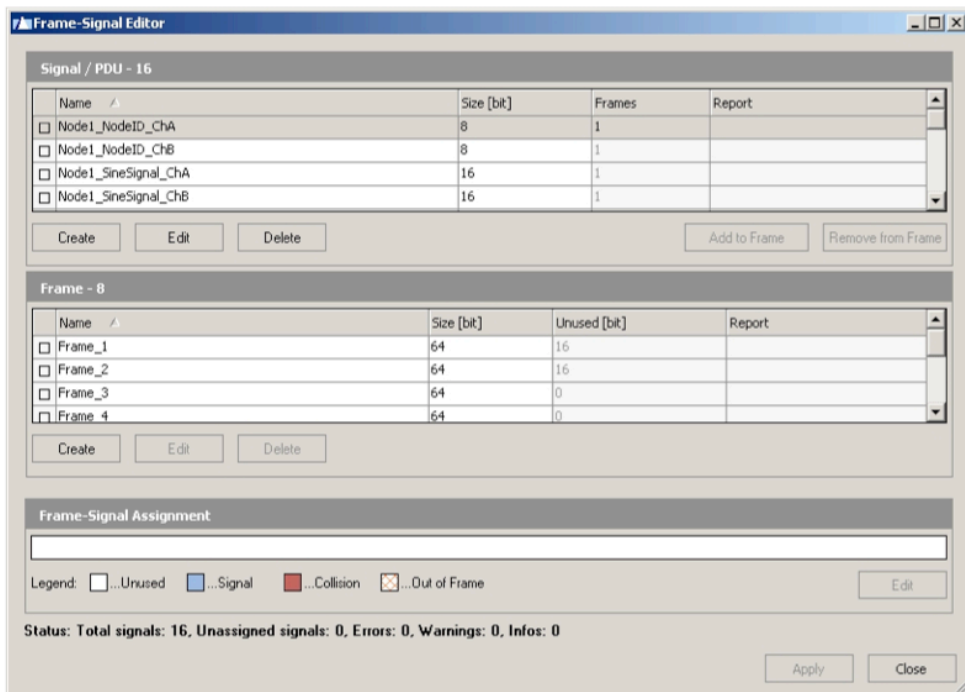 Frame-Signal Editor
Signal / PDU - 16
Name Size [bit] Frames Report
Node1_NodeID_ChA 8 1
Node1_NodeID_ChB 8 1
Node1_SineSignal_ChA 16 1
Node1_SineSignal_ChB 16 1
Create Edit Delete Add to Frame Remove from Frame
Frame - 8
Name Size [bit] Unused [bit] Report
Frame_1 64 16
Frame_2 64 16
Frame_3 64 0
Frame_4 64 0
Create Edit Delete
Frame-Signal Assignment
Legend: ...Unused ...Signal ...Collision ...Out of Frame Edit
Status: Total signals: 16, Unassigned signals: 0, Errors: 0, Warnings: 0, Infos: 0
Apply Close